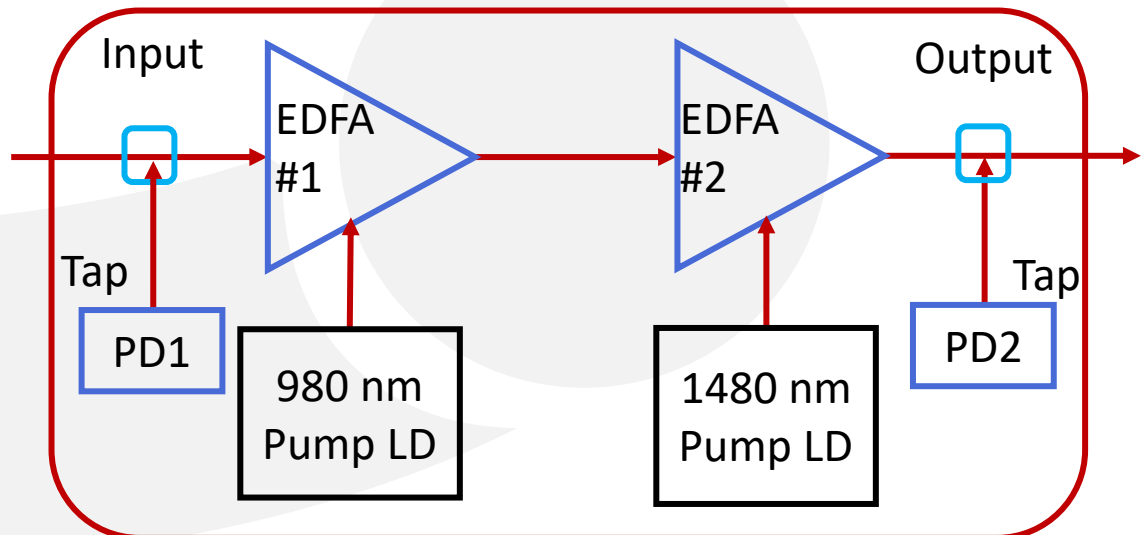 Input
Output
EDFA
#1
EDFA
#2
Tap
Tap
PD1
PD2
980 nm
Pump LD
1480 nm
Pump LD